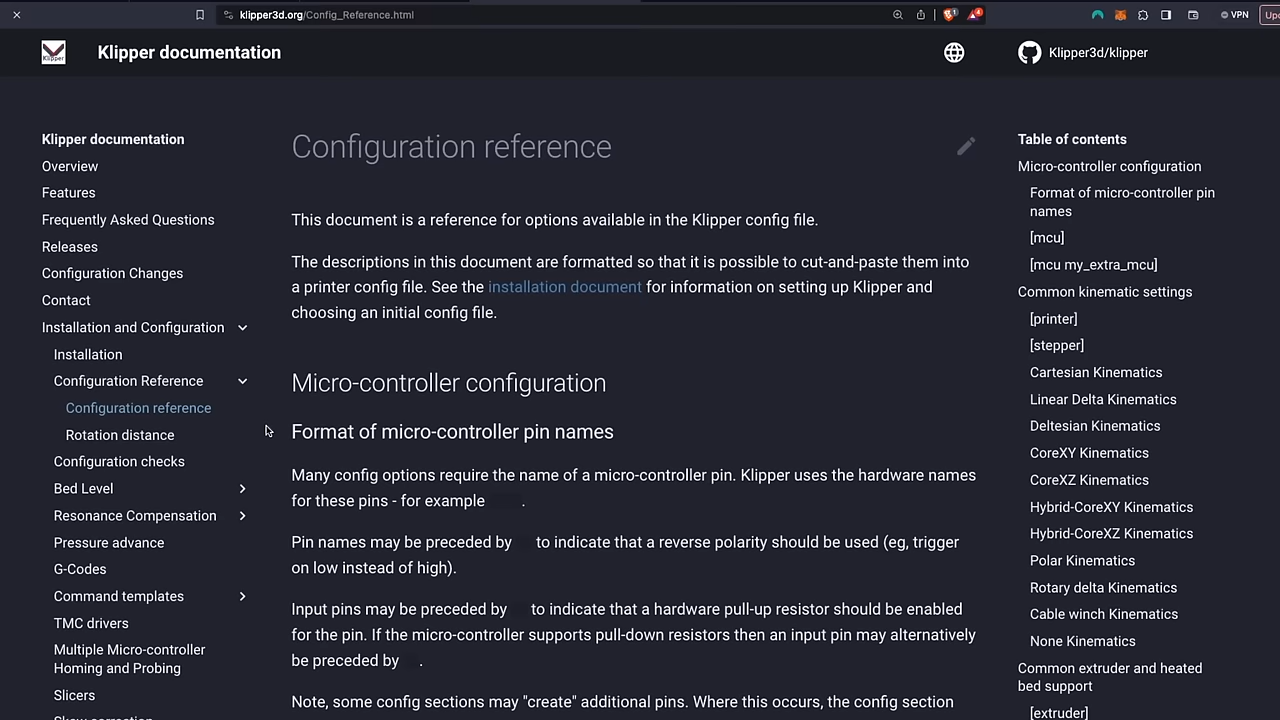 klipper3d.org/Config_Reference.html
VPN
Klipper documentation
Klipper3d/klipper
Klipper documentation
Overview
Features
Frequently Asked Questions
Releases
Configuration Changes
Contact
Installation and Configuration
Installation
Configuration Reference
Configuration reference
Rotation distance
Configuration checks
Bed Level
Resonance Compensation
Pressure advance
G-Codes
Command templates
TMC drivers
Multiple Micro-controller
Homing and Probing
Slicers
Configuration reference
This document is a reference for options available in the Klipper config file.
The descriptions in this document are formatted so that it is possible to cut-and-paste them into
a printer config file. See the installation document for information on setting up Klipper and
choosing an initial config file.
Micro-controller configuration
Format of micro-controller pin names
Many config options require the name of a micro-controller pin. Klipper uses the hardware names
for these pins - for example .
Pin names may be preceded by to indicate that a reverse polarity should be used (eg, trigger
on low instead of high).
Input pins may be preceded by to indicate that a hardware pull-up resistor should be enabled
for the pin. If the micro-controller supports pull-down resistors then an input pin may alternatively
be preceded by .
Note, some config sections may "create" additional pins. Where this occurs, the config section
Table of contents
Micro-controller configuration
Format of micro-controller pin
names
[mcu]
[mcu my_extra_mcu]
Common kinematic settings
[printer]
[stepper]
Cartesian Kinematics
Linear Delta Kinematics
Deltesian Kinematics
CoreXY Kinematics
CoreXZ Kinematics
Hybrid-CoreXY Kinematics
Hybrid-CoreXZ Kinematics
Polar Kinematics
Rotary delta Kinematics
Cable winch Kinematics
None Kinematics
Common extruder and heated
bed support
[extruder]